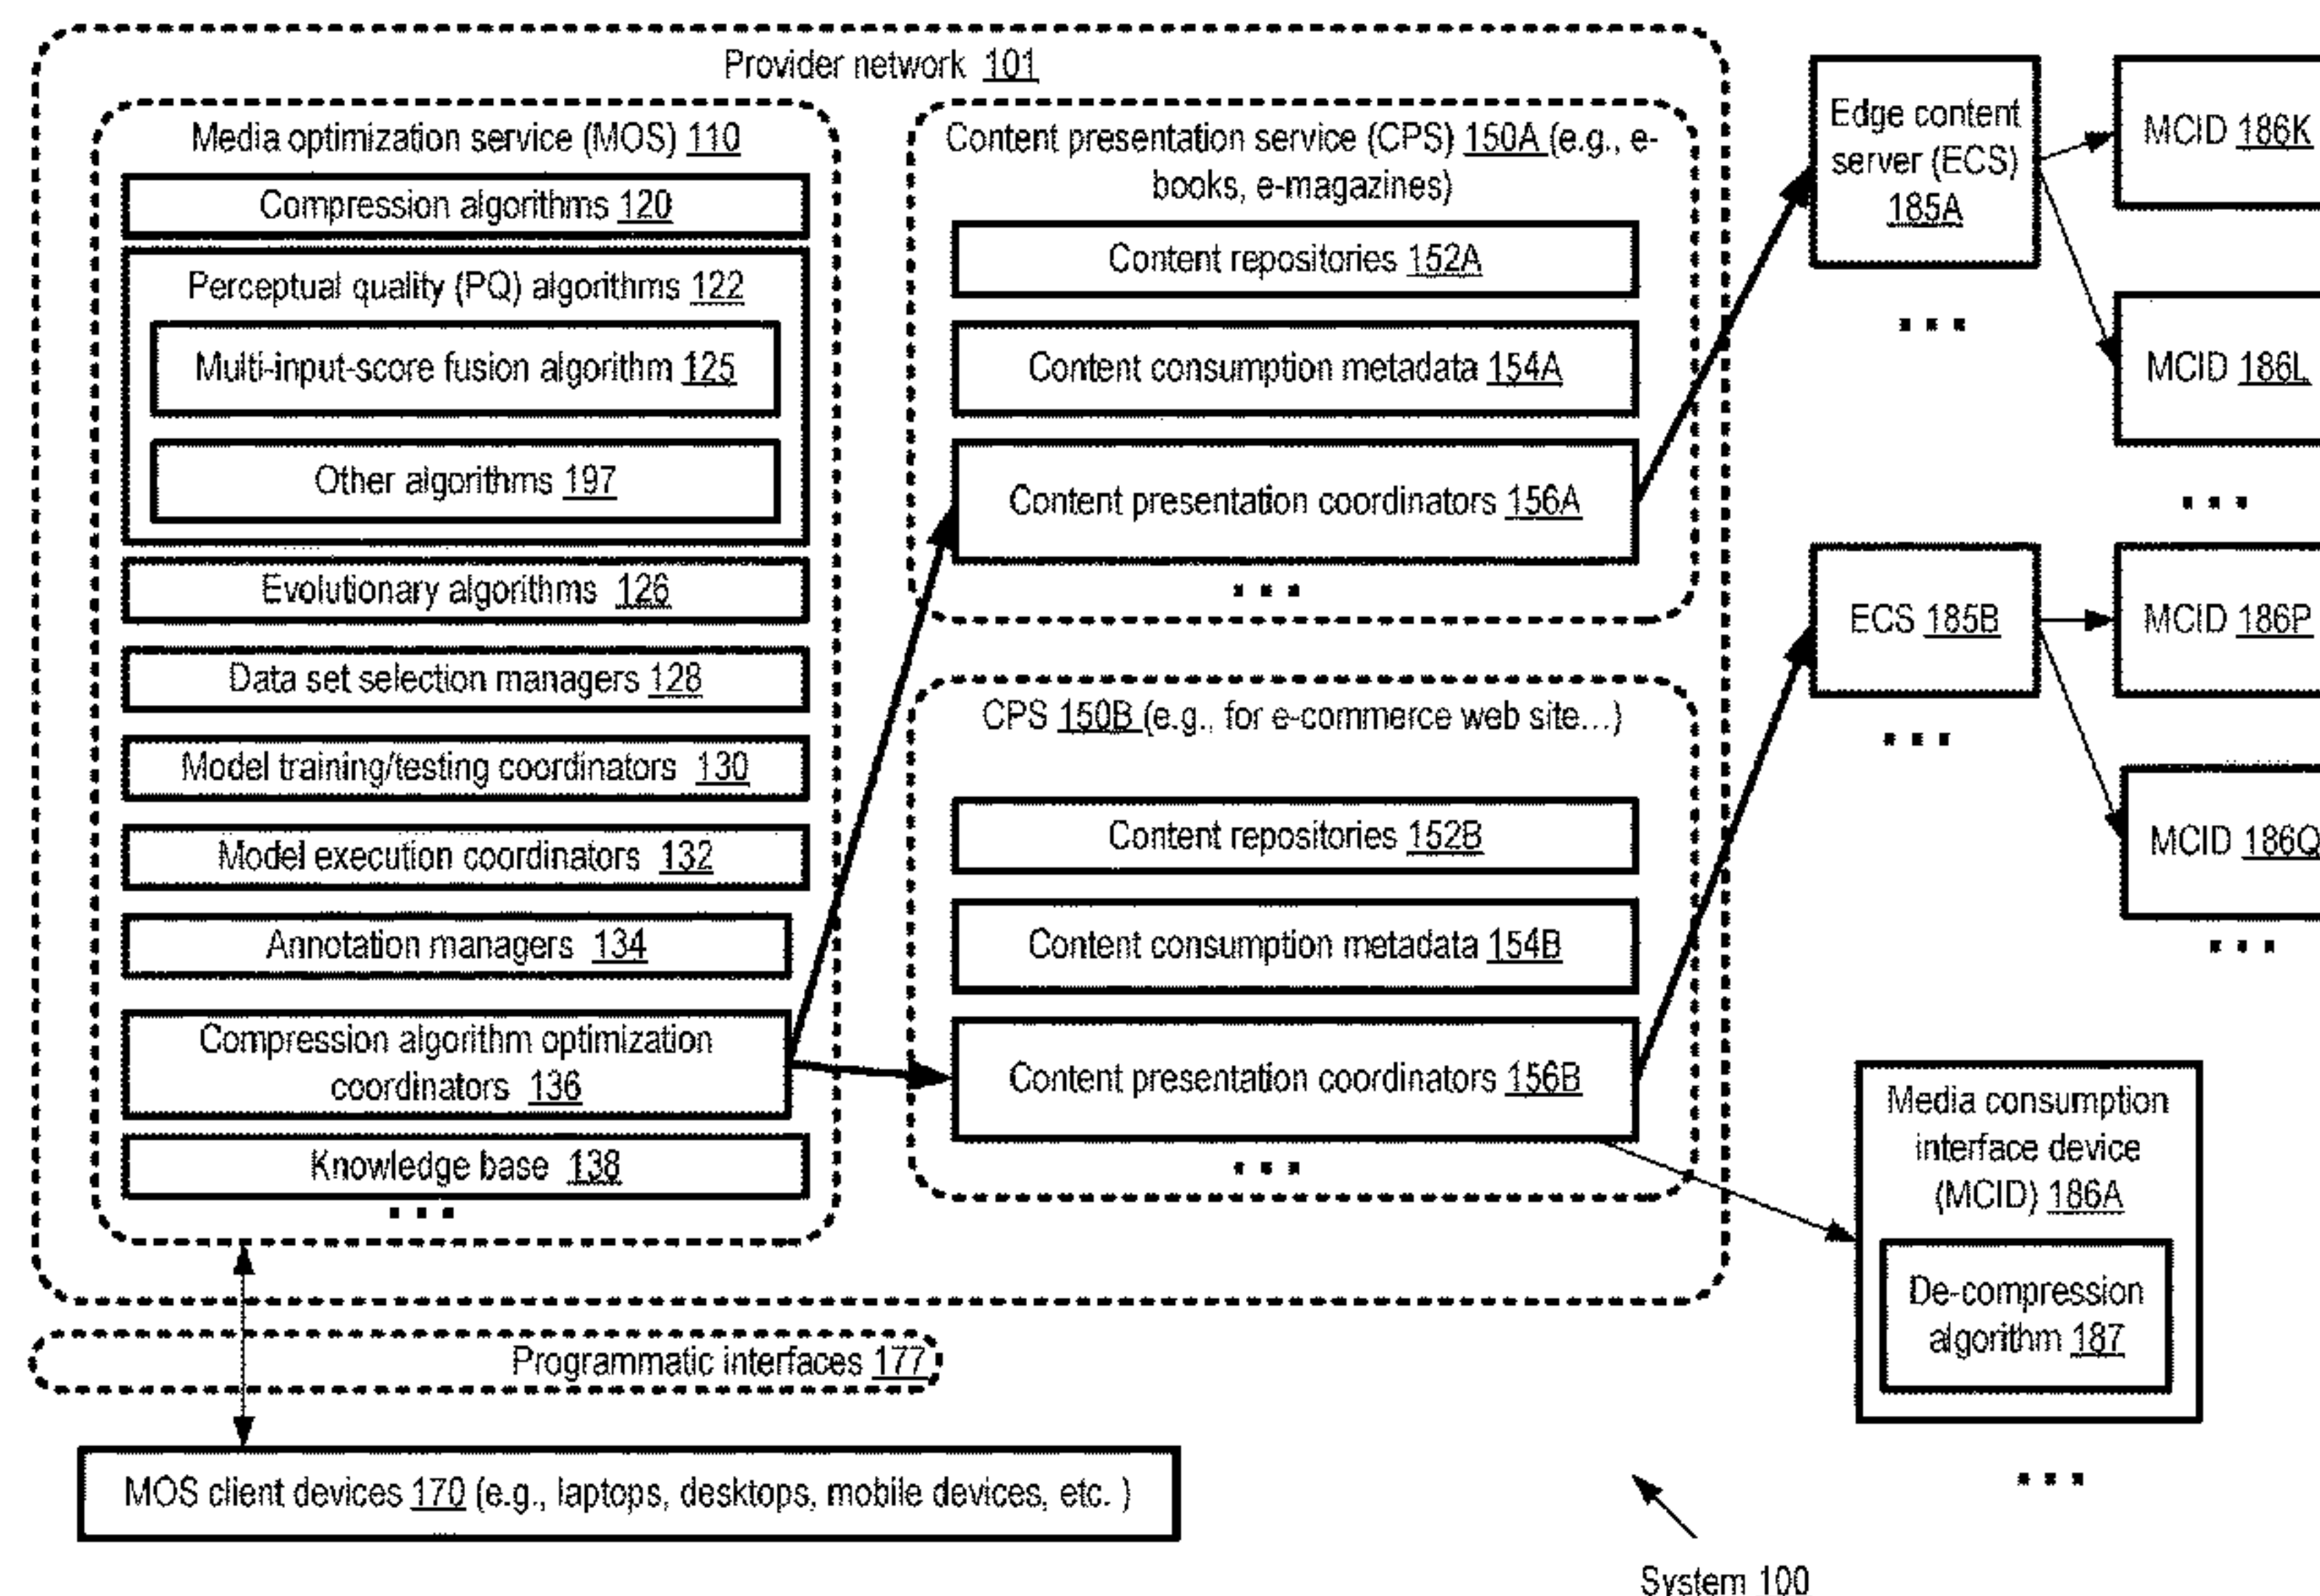 Provider network 101
Media optimization service (MOS) 110
Compression algorithms 120
Perceptual quality (PQ) algorithms 122
Multi-input-score fusion algorithm 125
Other algorithms 197
Evolutionary algorithms 126
Data set selection managers 128
Model training/testing coordinators 130
Model execution coordinators 132
Annotation managers 134
Compression algorithm optimization
coordinators 136
Knowledge base 138
...
Content presentation service (CPS) 150A (e.g., e-
books, e-magazines)
Content repositories 152A
Content consumption metadata 154A
Content presentation coordinators 156A
...
CPS 150B (e.g., for e-commerce web site...)
Content repositories 152B
Content consumption metadata 154B
Content presentation coordinators 156B
...
Edge content
server (ECS)
185A
...
MCID 186K
MCID 186L
...
ECS 185B
...
MCID 186P
MCID 186Q
...
Media consumption
interface device
(MCID) 186A
De-compression
algorithm 187
...
Programmatic interfaces 177
MOS client devices 170 (e.g., laptops, desktops, mobile devices, etc. )
System 100